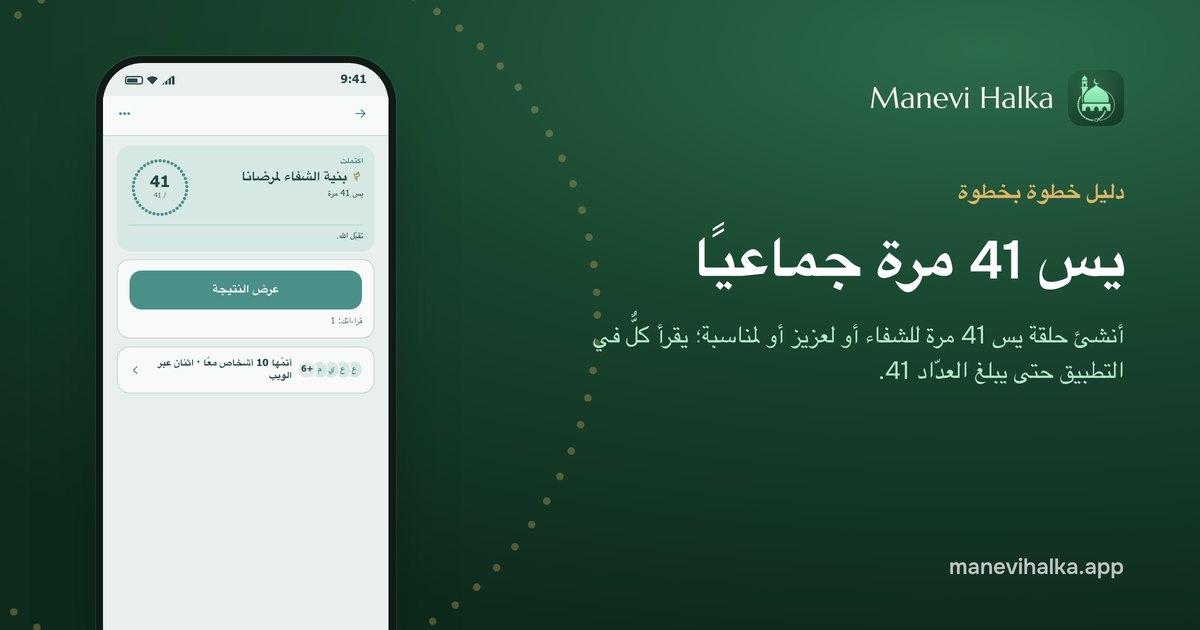 Manevi Halka
دليل خطوة بخطوة
يس 41 مرة جماعيًا
أنشئ حلقة يس 41 مرة للشفاء أو لعزيز أو لمناسبة؛ يقرأ كلٌّ في
التطبيق حتى يبلغ العدّاد 41.
manevihalka.app
9:41
اكتملت
بنية الشفاء لمرضانا
يس 41 مرة
41
/ 41
تقبّل الله.
عرض النتيجة
قراءاتك: 1
أتمّها 10 أشخاص معًا · اثنان عبر
الويب
ع ع ي م +6